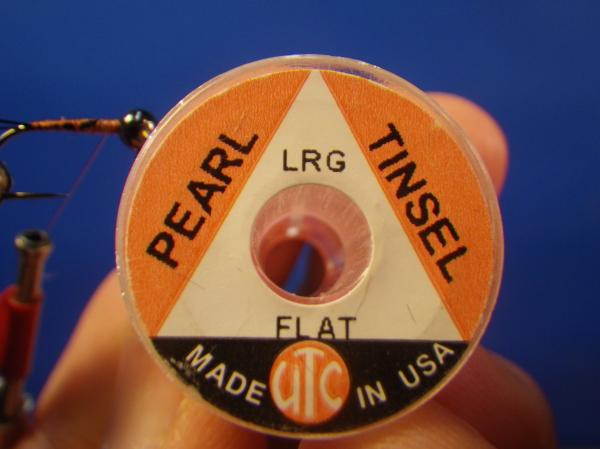 PEARL
TINSEL
LRG
FLAT
MADE UTC IN USA